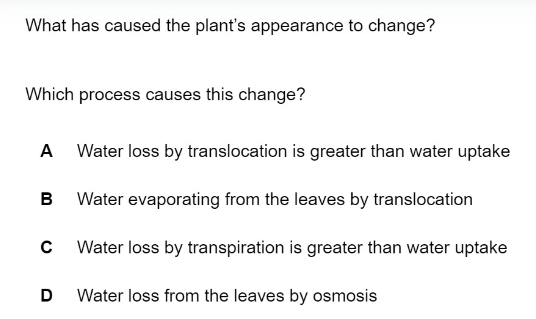 What has caused the plant’s appearance to change?
Which process causes this change?
A Water loss by translocation is greater than water uptake
B Water evaporating from the leaves by translocation
C Water loss by transpiration is greater than water uptake
D Water loss from the leaves by osmosis